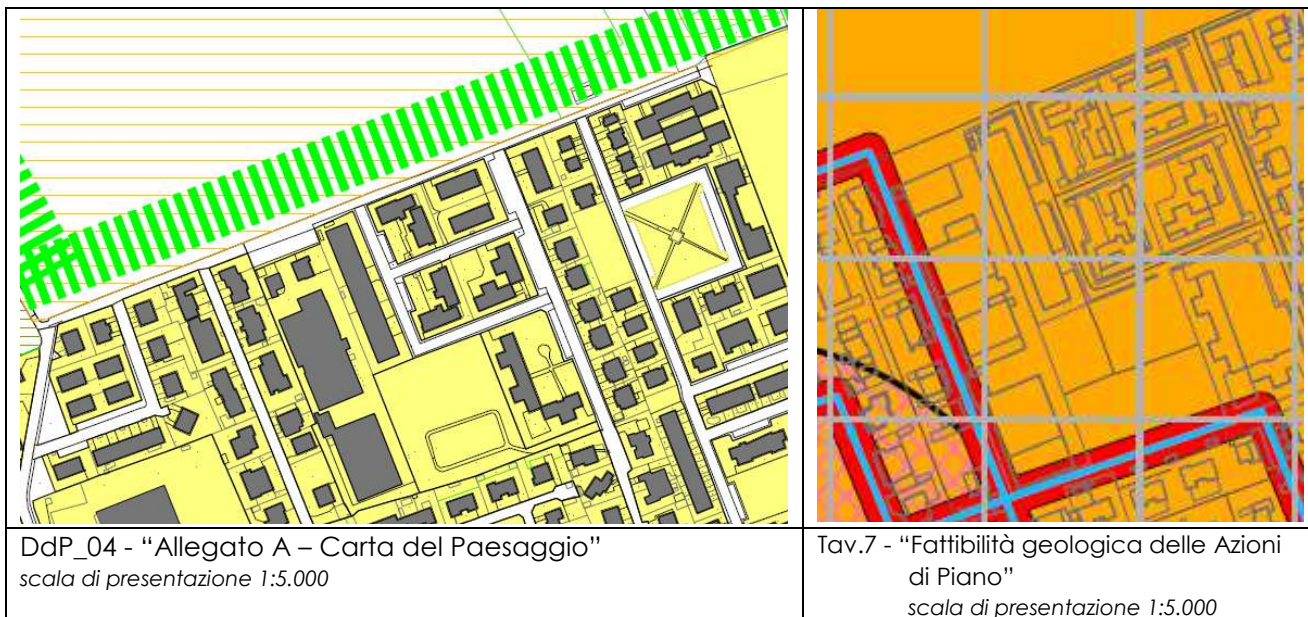 DdP_04 - “Allegato A – Carta del Paesaggio”
scala di presentazione 1:5.000
Tav.7 - “Fattibilità geologica delle Azioni
di Piano”
scala di presentazione 1:5.000